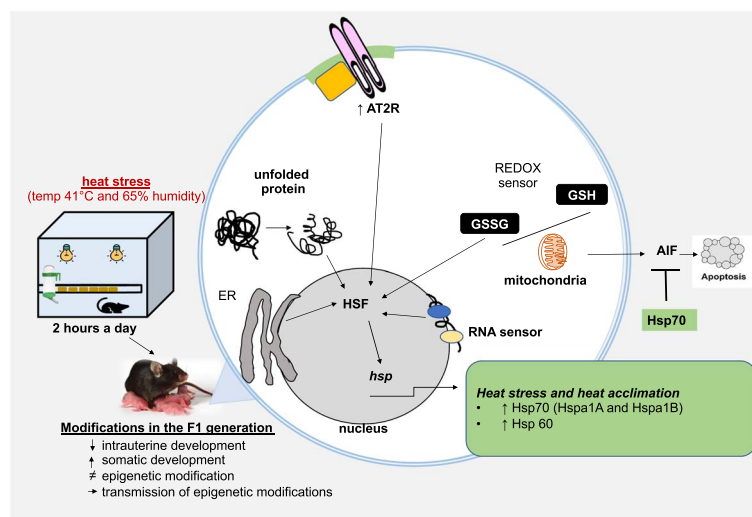 ↑ AT2R
heat stress
(temp 41°C and 65% humidity)
unfolded
protein
REDOX
sensor
GSH
GSSG
mitochondria
AIF
Apoptosis
Hsp70
ER
HSF
RNA sensor
hsp
nucleus
2 hours a day
Heat stress and heat acclimation
• ↑ Hsp70 (Hspa1A and Hspa1B)
• ↑ Hsp 60
Modifications in the F1 generation
↓ intrauterine development
↑ somatic development
≠ epigenetic modification
→ transmission of epigenetic modifications